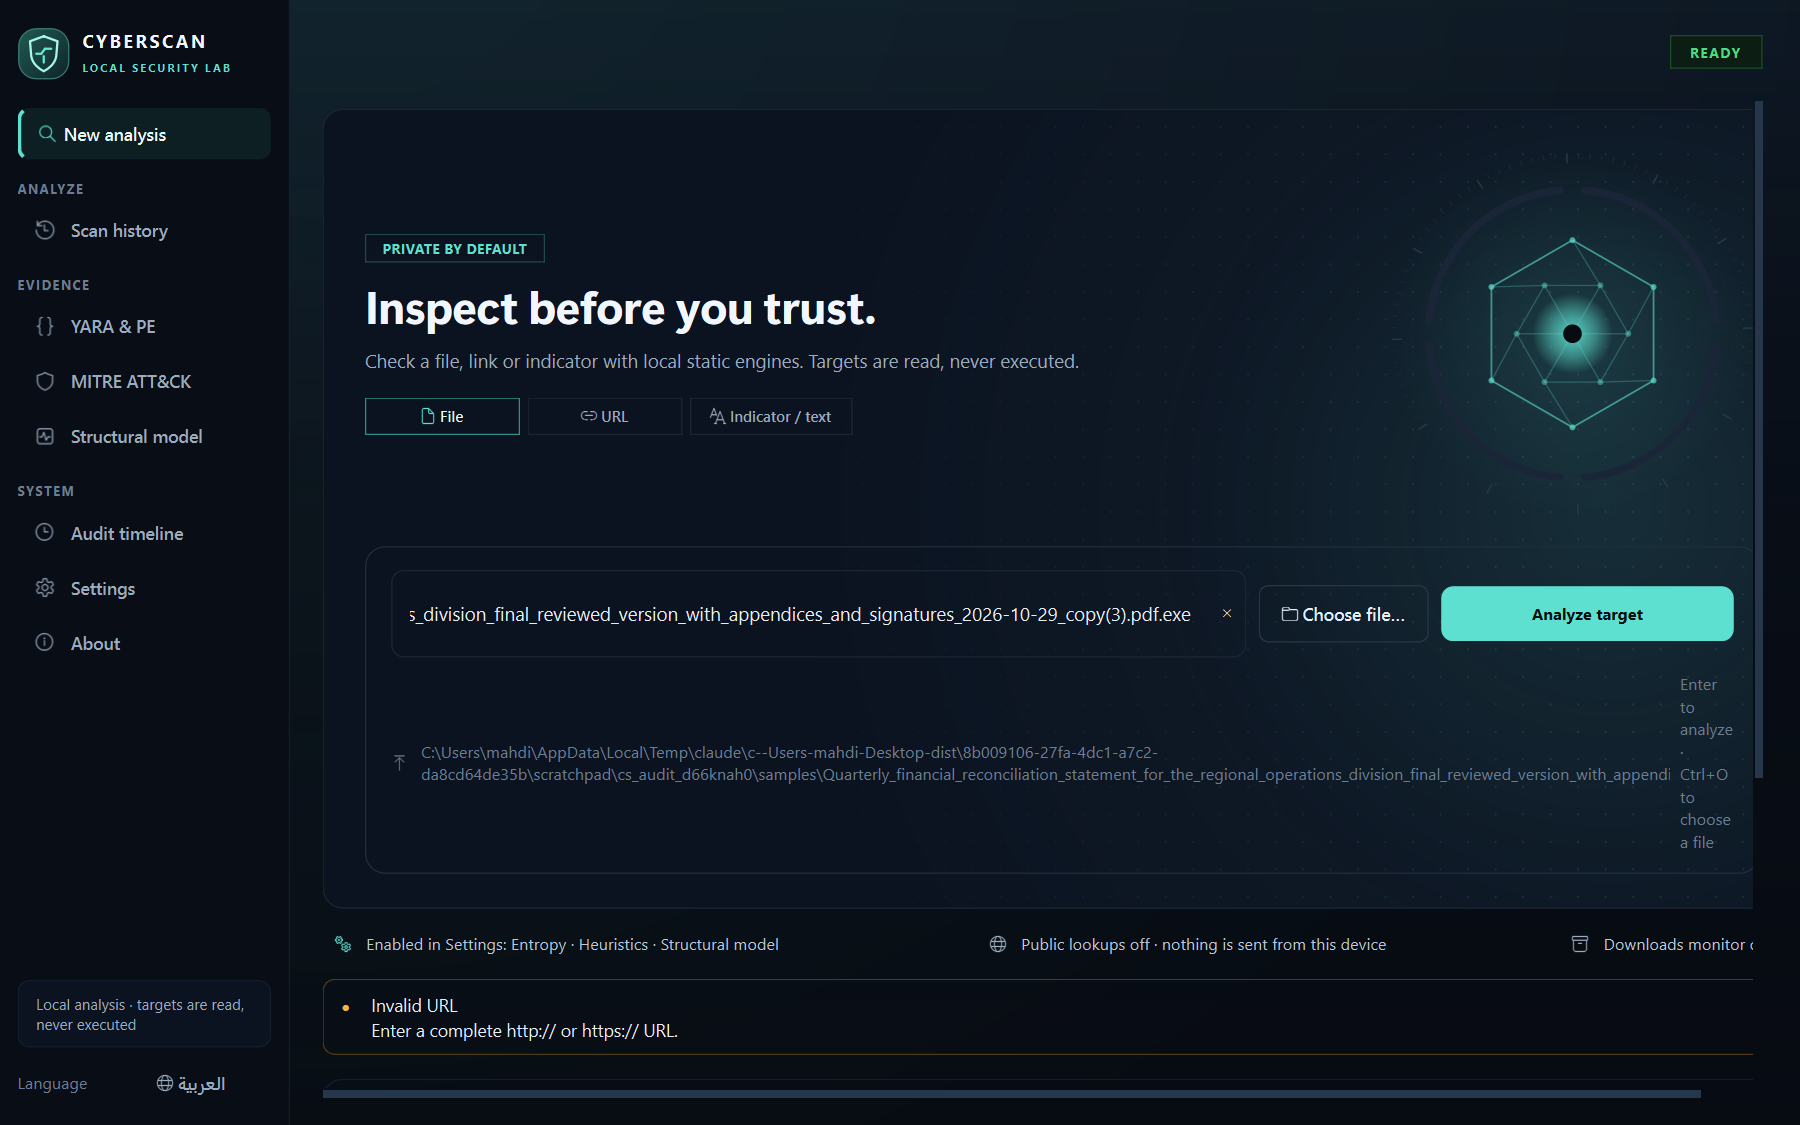 CYBERSCAN
LOCAL SECURITY LAB
READY
New analysis
ANALYZE
Scan history
EVIDENCE
YARA & PE
MITRE ATT&CK
Structural model
SYSTEM
Audit timeline
Settings
About
Local analysis · targets are read,
never executed
Language
العربية
PRIVATE BY DEFAULT
Inspect before you trust.
Check a file, link or indicator with local static engines. Targets are read, never executed.
File
URL
Indicator / text
s_division_final_reviewed_version_with_appendices_and_signatures_2026-10-29_copy(3).pdf.exe
×
Choose file...
Analyze target
C:\Users\mahdi\AppData\Local\Temp\claude\c--Users-mahdi-Desktop-dist\8b009106-27fa-4dc1-a7c2-
da8cd64de35b\scratchpad\cs_audit_d66knah0\samples\Quarterly_financial_reconciliation_statement_for_the_regional_operations_division_final_reviewed_version_with_appendi
Enter
to
analyze
·
Ctrl+O
to
choose
a file
Enabled in Settings: Entropy · Heuristics · Structural model
Public lookups off · nothing is sent from this device
Downloads monitor
Invalid URL
Enter a complete http:// or https:// URL.